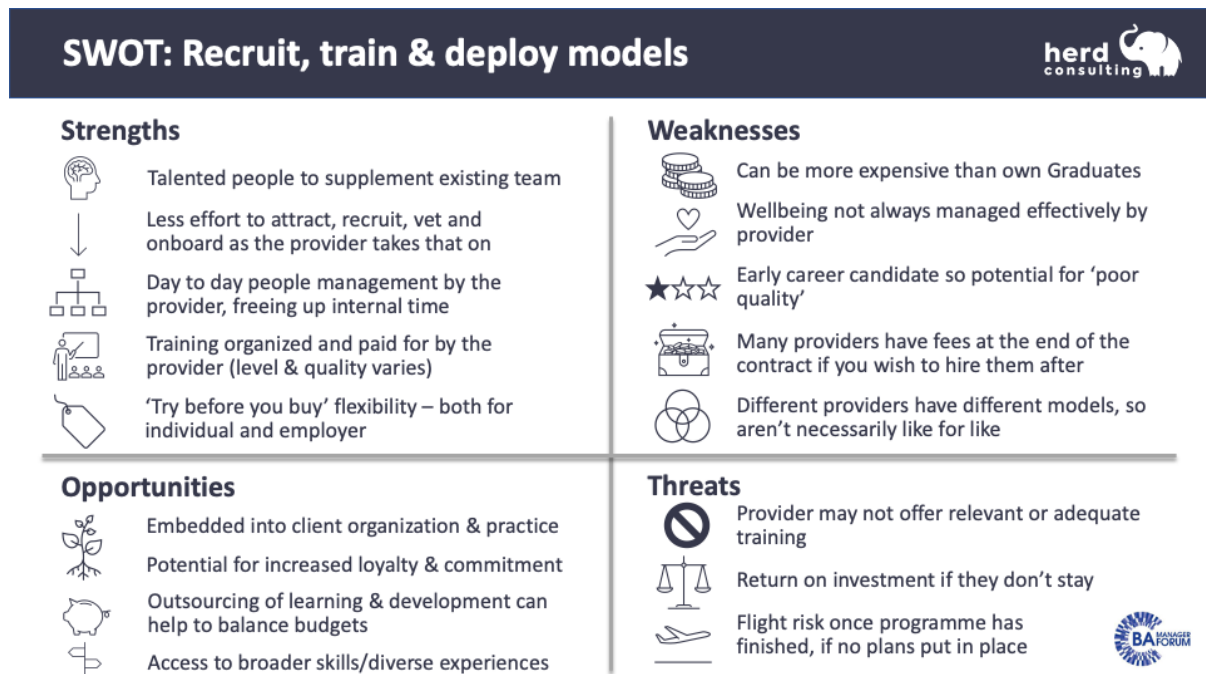 SWOT: Recruit, train & deploy models
herd
consulting
Strengths
Talented people to supplement existing team
Less effort to attract, recruit, vet and
onboard as the provider takes that on
Day to day people management by the
provider, freeing up internal time
Training organized and paid for by the
provider (level & quality varies)
‘Try before you buy’ flexibility – both for
individual and employer
Weaknesses
Can be more expensive than own Graduates
Wellbeing not always managed effectively by
provider
Early career candidate so potential for ‘poor
quality’
Many providers have fees at the end of the
contract if you wish to hire them after
Different providers have different models, so
aren’t necessarily like for like
Opportunities
Embedded into client organization & practice
Potential for increased loyalty & commitment
Outsourcing of learning & development can
help to balance budgets
Access to broader skills/diverse experiences
Threats
Provider may not offer relevant or adequate
training
Return on investment if they don’t stay
Flight risk once programme has
finished, if no plans put in place
BA MANAGER
FORUM